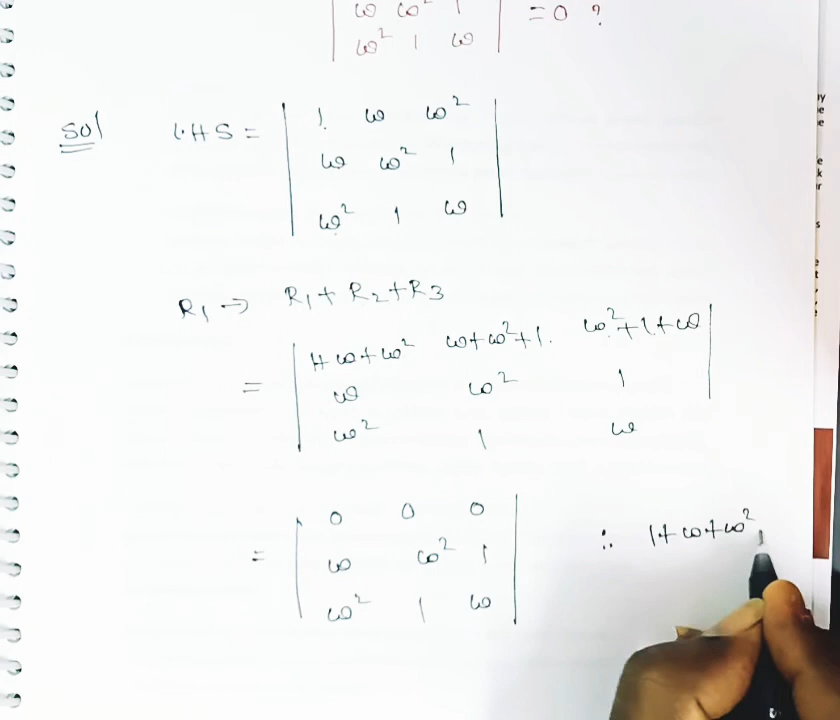 ω ω² 1 = 0 ?
ω² 1 ω
Sol LHS = 1 ω ω²
ω ω² 1
ω² 1 ω
R₁ → R₁ + R₂ + R₃
= 1+ω+ω² ω+ω²+1 ω²+1+ω
ω ω² 1
ω² 1 ω
= 0 0 0
ω ω² 1 ∴ 1+ω+ω²
ω² 1 ω